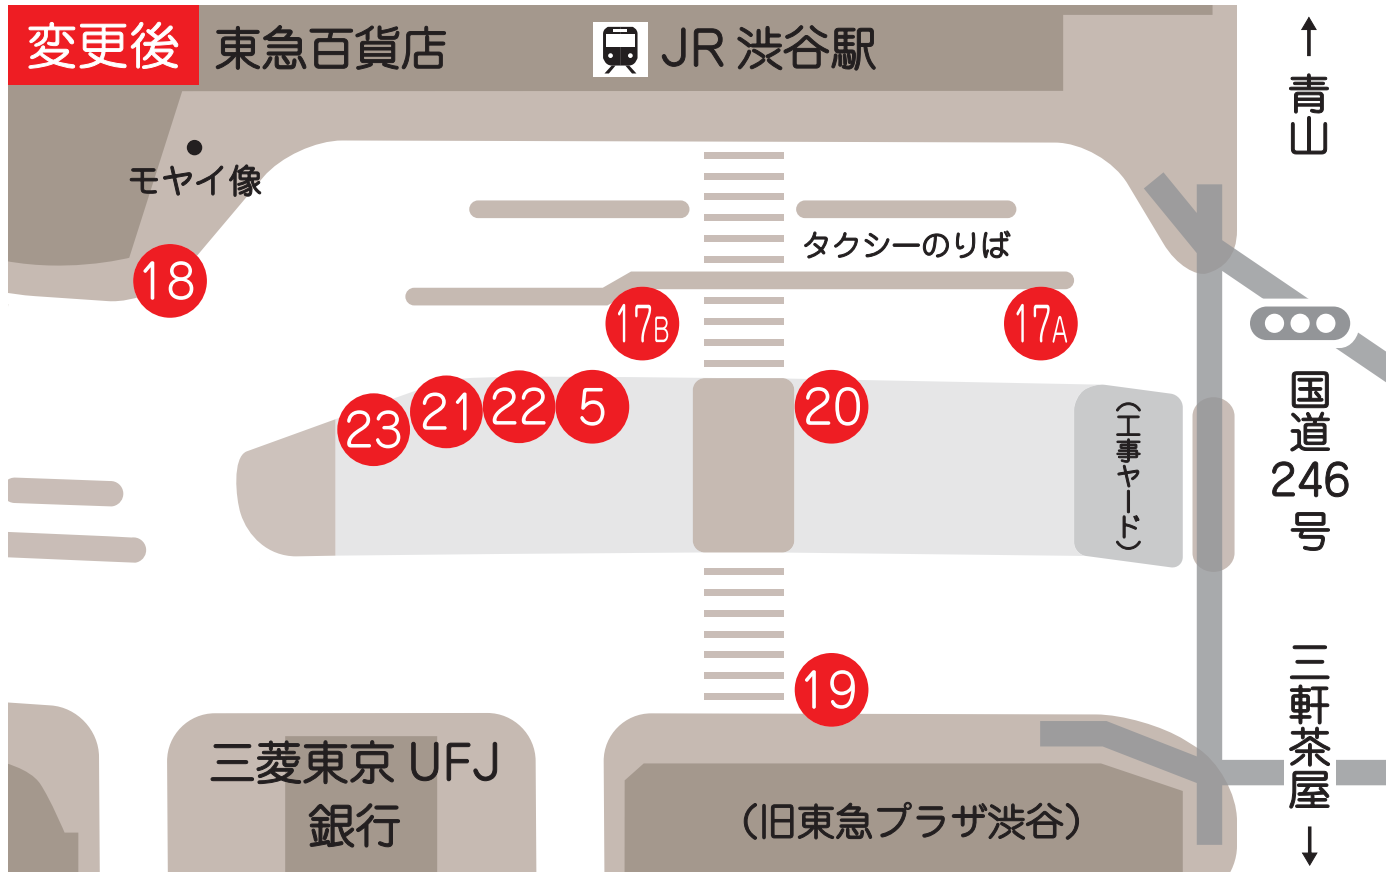 変更後
東急百貨店
JR 渋谷駅
↑
青山
モヤイ像
タクシーのりば
18
17B
17A
23
21
22
5
20
(工事ヤード)
国道
246
号
19
三軒茶屋
↓
三菱東京 UFJ
銀行
(旧東急プラザ渋谷)